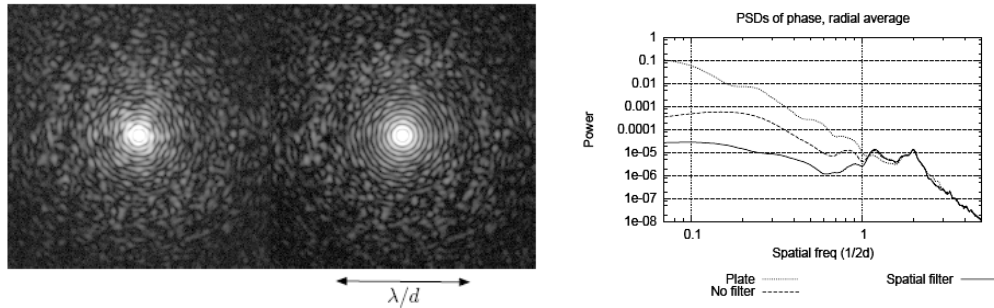 λ/d
PSDs of phase, radial average
1
0.1
0.01
0.001
0.0001
1e-05
1e-06
1e-07
1e-08
Power
0.1
1
Spatial freq (1/2d)
Plate
Spatial filter
No filter